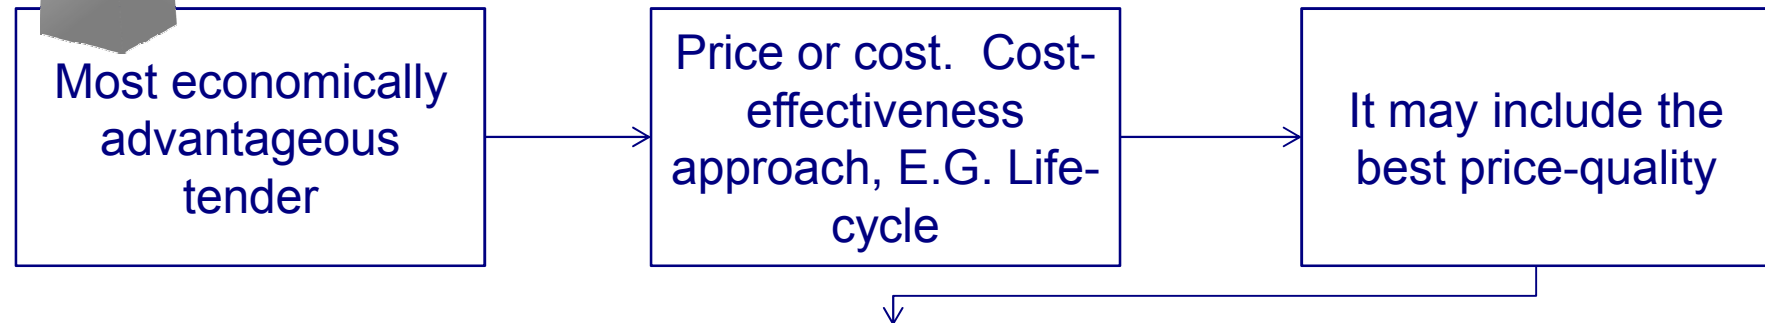 Most economically
advantageous
tender
Price or cost.  Cost-
effectiveness
approach, E.G. Life-
cycle
It may include the
best price-quality